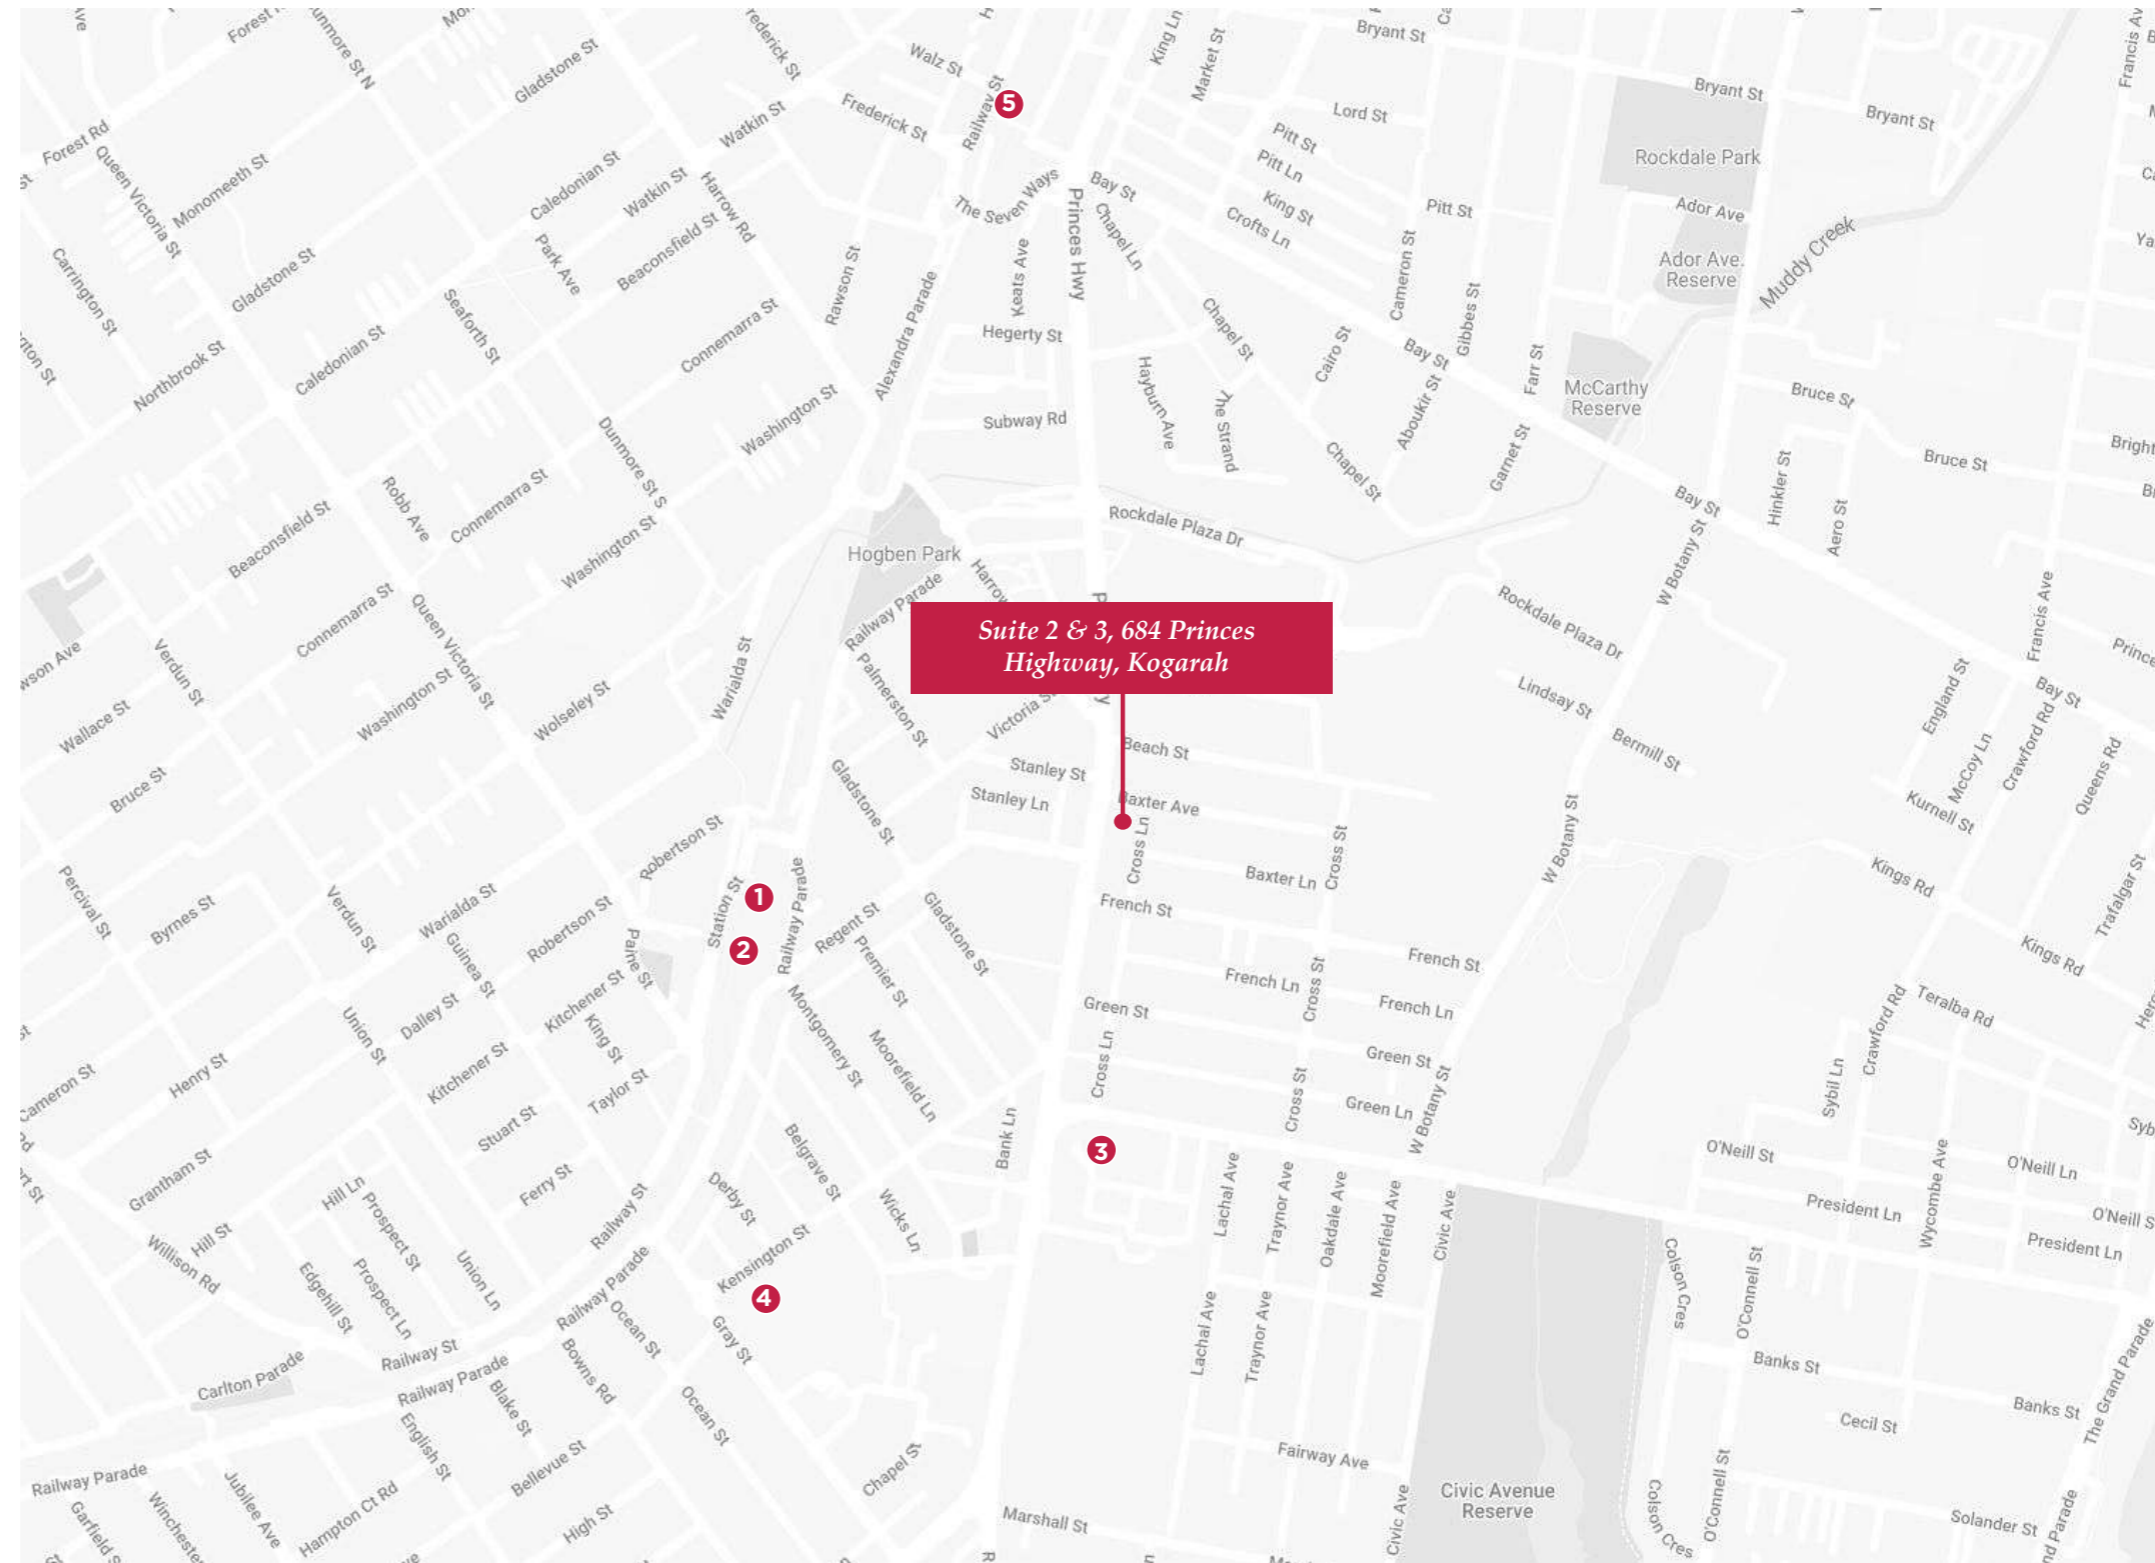 Forest Rd
Gladstone St
Frederick St
Walz St
King Ln
Market St
Bryant St
Railway St
5
Lord St
Bryant St
Bryant St
Rockdale Park
Forest Rd
Queen Victoria St
Monomeeth St
Watkin St
Frederick St
Pitt St
Pitt Ln
King St
Crofts Ln
Pitt St
Ador Ave
Ador Ave.
Reserve
Muddy Creek
Caledonian St
Watkin St
Harrow Rd
The Seven Ways
Bay St
Princes Hwy
Chapel Ln
Carrington St
Gladstone St
Park Ave
Beaconsfield St
Rawson St
Alexandra Parade
Keats Ave
Cameron St
Gibbes St
Northbrook St
Caledonian St
Seaforth St
Connemarra St
Hegerty St
Chapel St
Cairo St
Bay St
Farr St
McCarthy
Reserve
Bruce St
Washington St
Subway Rd
Hayburn Ave
The Strand
Aboukir St
Garnet St
Chapel St
Hinkler St
Bruce St
Beaconsfield St
Robb Ave
Connemarra St
Dunmore St S
Washington St
Hogben Park
Rockdale Plaza Dr
Bay St
W Botany St
Aero St
Francis Ave
Connemarra St
Queen Victoria St
Railway Parade
Rockdale Plaza Dr
Suite 2 & 3, 684 Princes
Highway, Kogarah
Verdun St
Wallace St
Washington St
Wolseley St
Warialda St
Palmerston St
Victoria St
Lindsay St
Bermill St
England St
McCoy Ln
Crawford Rd
Bay St
Queens Rd
Bruce St
Gladstone St
Stanley St
Stanley Ln
Beach St
Baxter Ave
Cross Ln
Cross St
Baxter Ln
W Botany St
Kurnell St
Kings Rd
Trafalgar St
Robertson St
Percival St
Byrnes St
Verdun St
Warialda St
Guinea St
Robertson St
Station St
1
2
Railway Parade
Regent St
Premier St
Gladstone St
French St
French Ln
Cross St
French St
French Ln
Kings Rd
Paine St
Union St
Dalley St
Kitchener St
King St
Montgomery St
Moorefield Ln
Green St
Green St
Cross Ln
Cross St
Green Ln
W Botany St
Crawford Rd
Teralba Rd
Sybil Ln
Cameron St
Henry St
Kitchener St
Stuart St
Taylor St
Bank Ln
3
O'Neill St
O'Neill Ln
President Ln
Wycombe Ave
President Ln
Grantham St
Hill Ln
Prospect St
Ferry St
Belgrave St
Derby St
Wicks Ln
Lachal Ave
Traynor Ave
Oakdale Ave
Moorefield Ave
Civic Ave
Willison Rd
Hill St
Edgehill St
Prospect Ln
Union Ln
Railway St
Railway Parade
Kensington St
4
Colson Cres
O'Connell St
Carlton Parade
Railway St
Railway Parade
Bowns Rd
Ocean St
Gray St
Lachal Ave
Traynor Ave
Banks St
Banks St
Cecil St
The Grand Parade
Blake St
English St
Ocean St
Bellevue St
Chapel St
Fairway Ave
Civic Avenue
Reserve
Railway Parade
Jubilee Ave
Hampton Ct Rd
High St
Marshall St
Civic Ave
Colson Cres
O'Connell St
Solander St